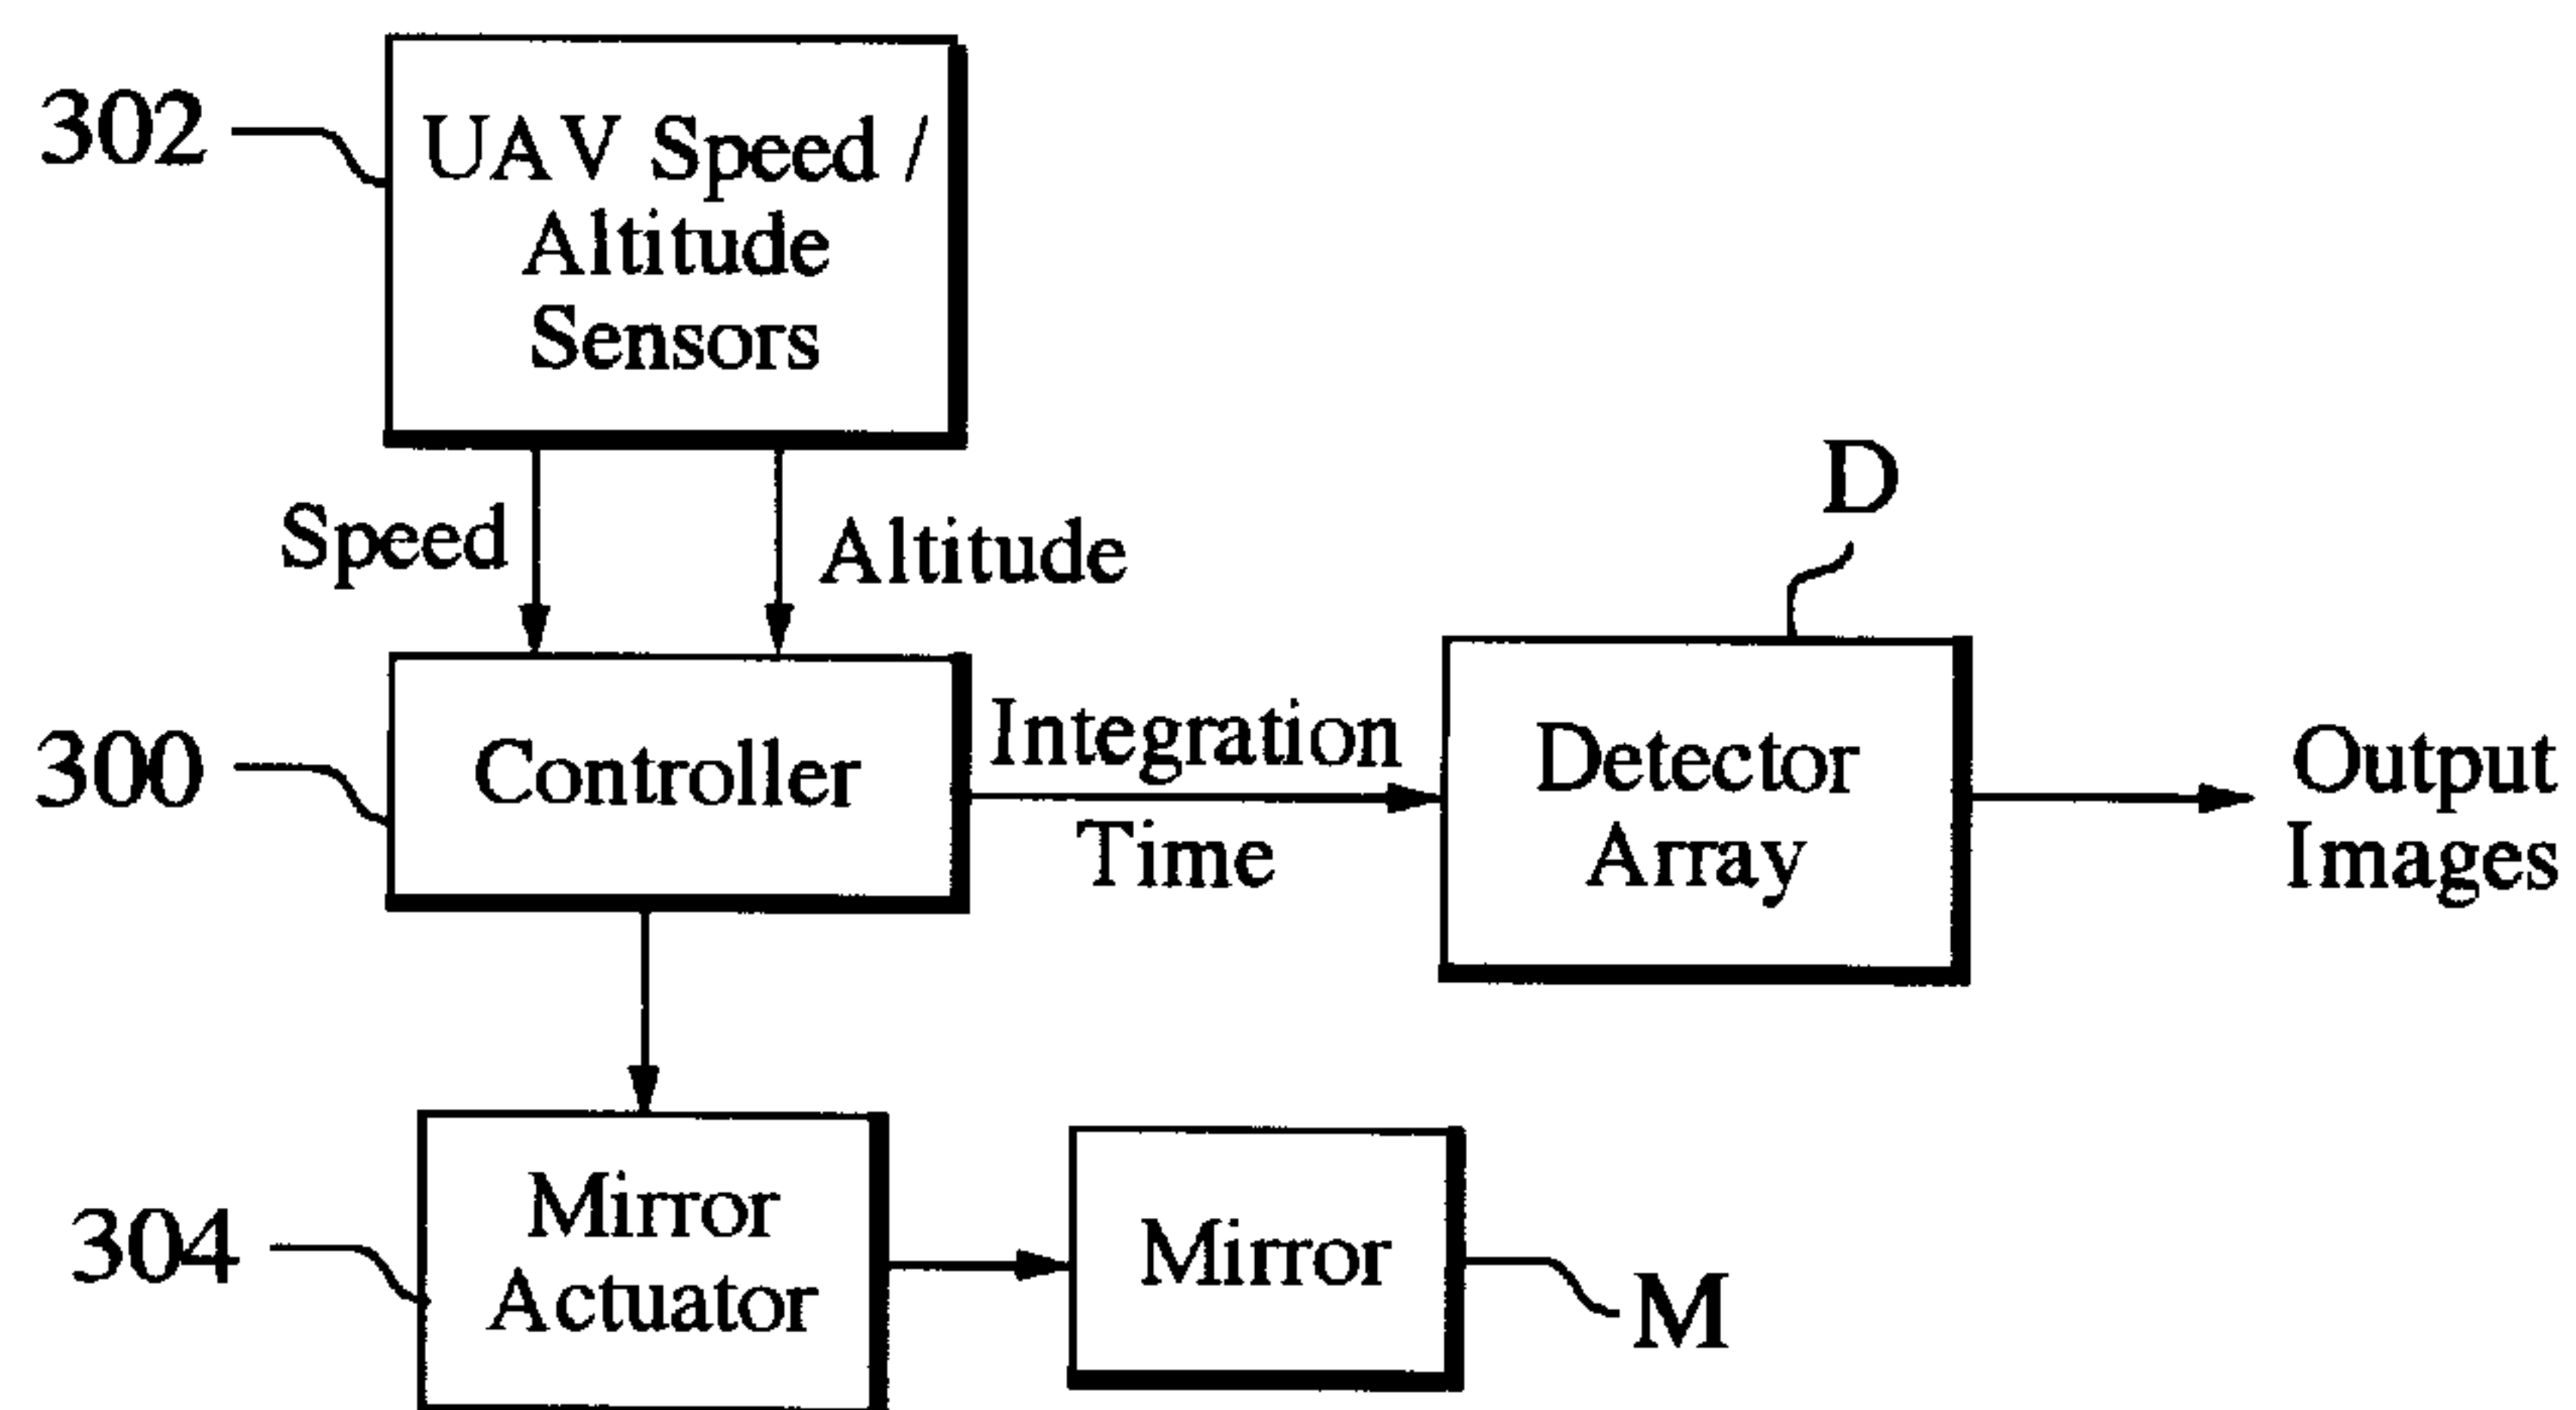 302
UAV Speed /
Altitude
Sensors
Speed
Altitude
D
300
Controller
Integration
Time
Detector
Array
Output
Images
304
Mirror
Actuator
Mirror
M